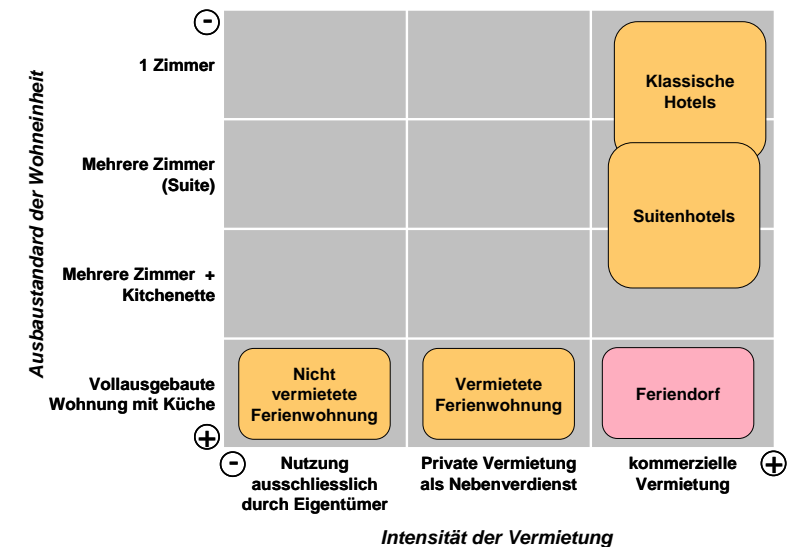 -
Ausbaustandard der Wohneinheit
1 Zimmer
Mehrere Zimmer
(Suite)
Mehrere Zimmer +
Kitchenette
Vollausgebaute
Wohnung mit Küche
+
Klassische
Hotels
Suitenhotels
Nicht
vermietete
Ferienwohnung
Vermietete
Ferienwohnung
Feriendorf
-
Nutzung
ausschliesslich
durch Eigentümer
Private Vermietung
als Nebenverdienst
kommerzielle
Vermietung
+
Intensität der Vermietung